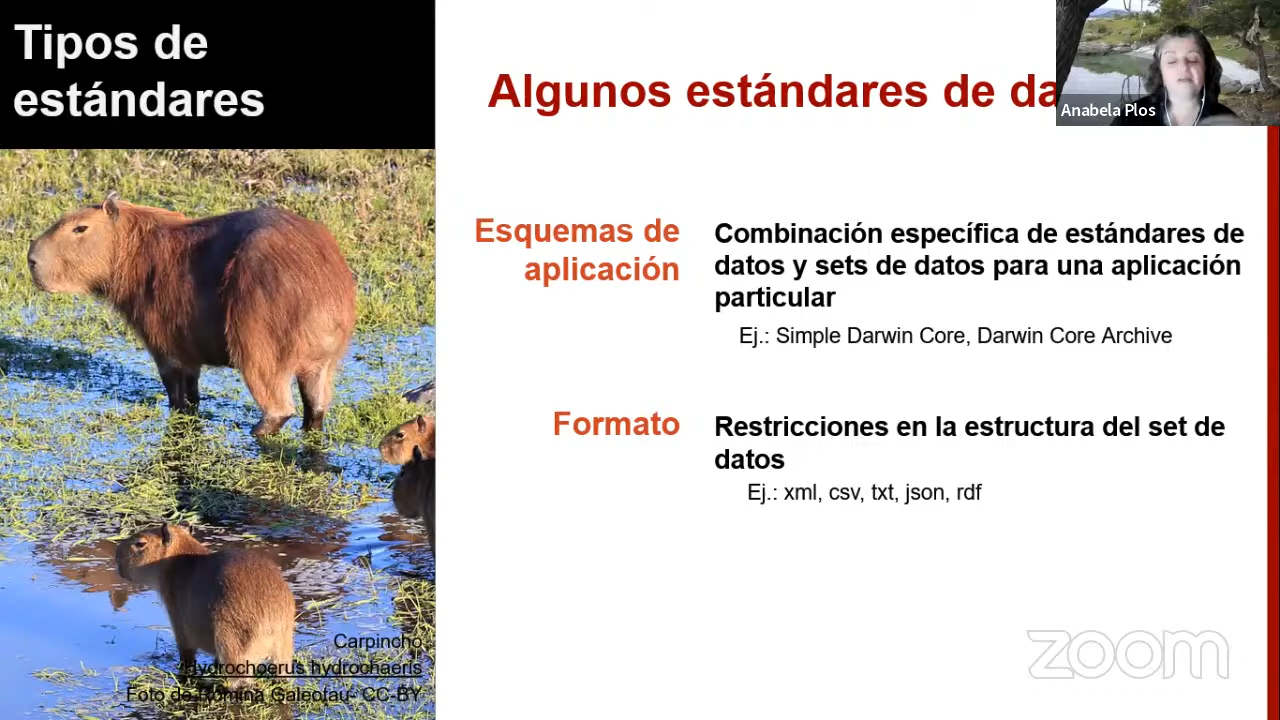 Tipos de
estándares
Algunos estándares de da
Anabela Plos
Esquemas de
aplicación
Combinación específica de estándares de
datos y sets de datos para una aplicación
particular
Ej.: Simple Darwin Core, Darwin Core Archive
Formato
Restricciones en la estructura del set de
datos
Ej.: xml, csv, txt, json, rdf
Carpincho
Hydrochoerus hydrochaeris
Foto de Romina Galeotau- CC-BY
zoom